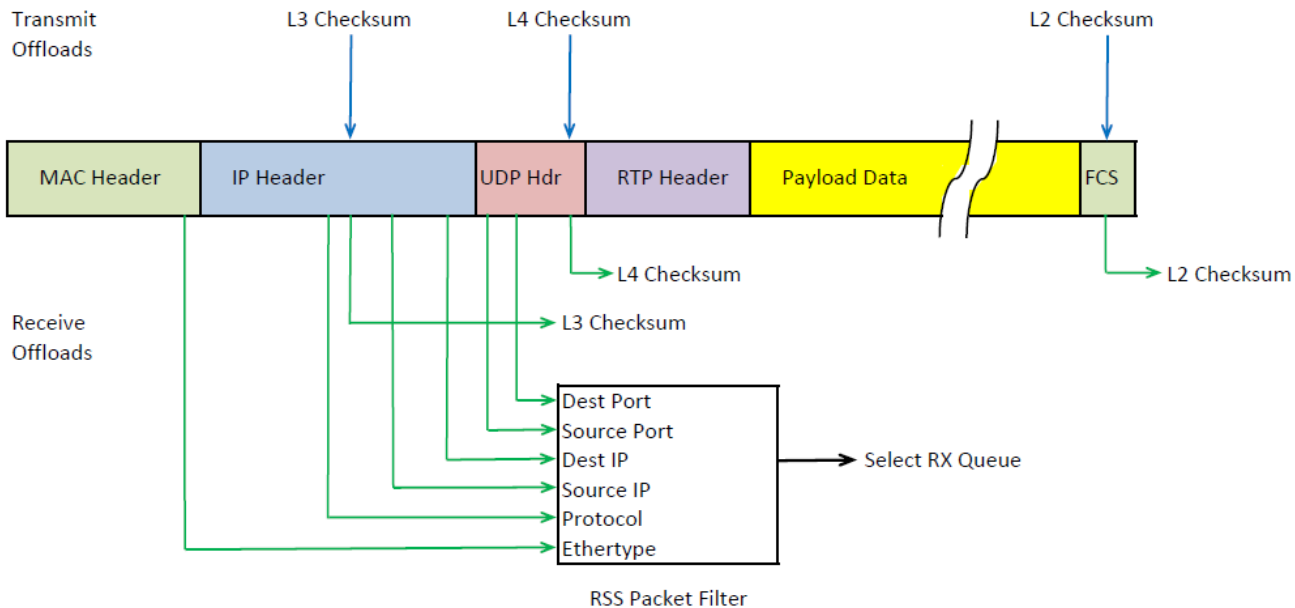 Transmit
Offloads
L3 Checksum
L4 Checksum
L2 Checksum
MAC Header
IP Header
UDP Hdr
RTP Header
Payload Data
FCS
L4 Checksum
L2 Checksum
Receive
Offloads
L3 Checksum
Dest Port
Source Port
Dest IP
Source IP
Protocol
Ethertype
Select RX Queue
RSS Packet Filter